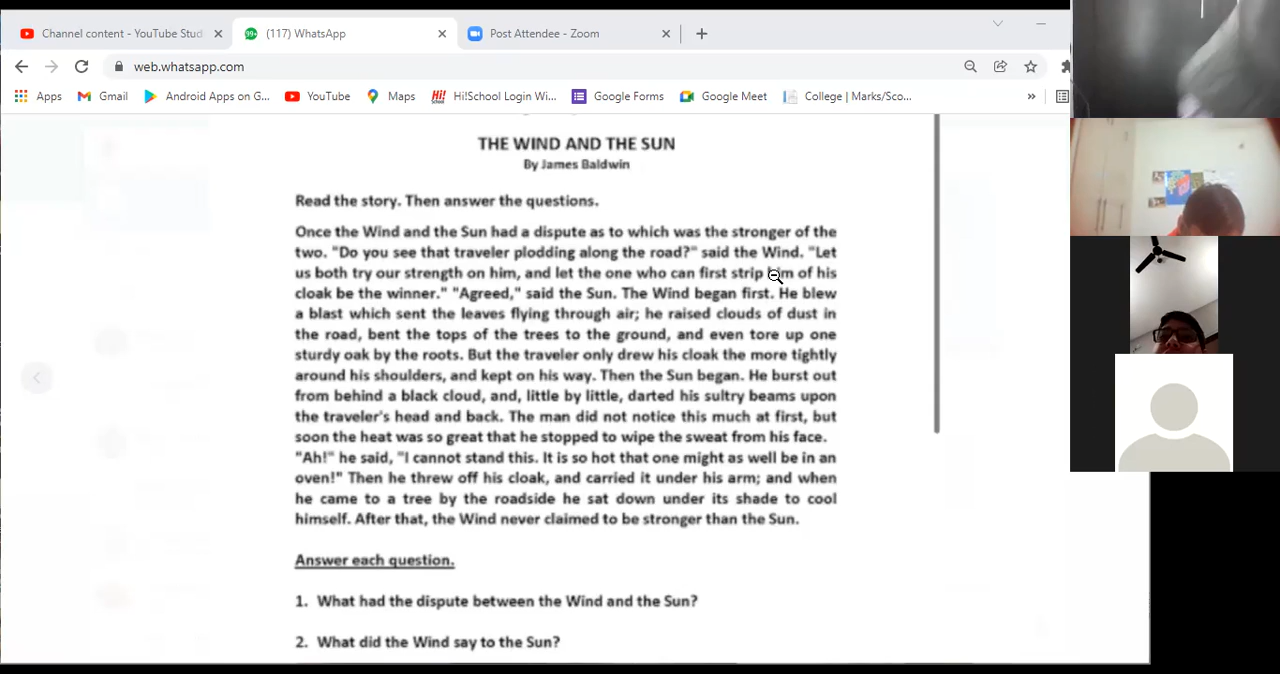 Channel content - YouTube Stud
99+ (117) WhatsApp
Post Attendee - Zoom
web.whatsapp.com
Apps
Gmail
Android Apps on G...
YouTube
Maps
Hi! Hi!School Login Wi...
Google Forms
Google Meet
College | Marks/Sco...
»
THE WIND AND THE SUN
By James Baldwin
Read the story. Then answer the questions.
Once the Wind and the Sun had a dispute as to which was the stronger of the
two. "Do you see that traveler plodding along the road?" said the Wind. "Let
us both try our strength on him, and let the one who can first strip him of his
cloak be the winner." "Agreed," said the Sun. The Wind began first. He blew
a blast which sent the leaves flying through air; he raised clouds of dust in
the road, bent the tops of the trees to the ground, and even tore up one
sturdy oak by the roots. But the traveler only drew his cloak the more tightly
around his shoulders, and kept on his way. Then the Sun began. He burst out
from behind a black cloud, and, little by little, darted his sultry beams upon
the traveler's head and back. The man did not notice this much at first, but
soon the heat was so great that he stopped to wipe the sweat from his face.
"Ah!" he said, "I cannot stand this. It is so hot that one might as well be in an
oven!" Then he threw off his cloak, and carried it under his arm; and when
he came to a tree by the roadside he sat down under its shade to cool
himself. After that, the Wind never claimed to be stronger than the Sun.
Answer each question.
1. What had the dispute between the Wind and the Sun?
2. What did the Wind say to the Sun?